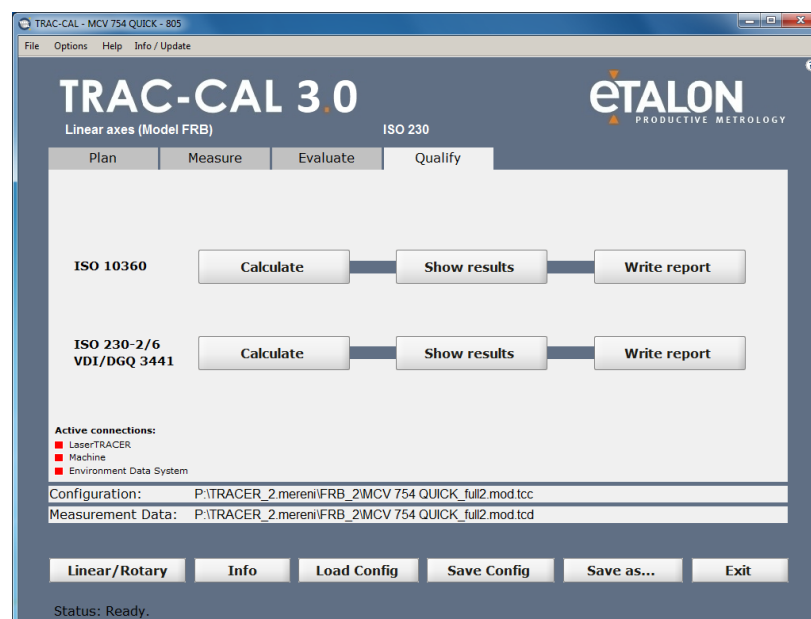 TRAC-CAL - MCV 754 QUICK - 805
File Options Help Info / Update
TRAC-CAL 3.0
eTALON
PRODUCTIVE METROLOGY
Linear axes (Model FRB) ISO 230
Plan Measure Evaluate Qualify
ISO 10360 Calculate Show results Write report
ISO 230-2/6
VDI/DGQ 3441
Calculate Show results Write report
Active connections:
LaserTRACER
Machine
Environment Data System
Configuration: P:\TRACER_2.mereni\FRB_2\MCV 754 QUICK_full2.mod.tcc
Measurement Data: P:\TRACER_2.mereni\FRB_2\MCV 754 QUICK_full2.mod.tcd
Linear/Rotary Info Load Config Save Config Save as... Exit
Status: Ready.